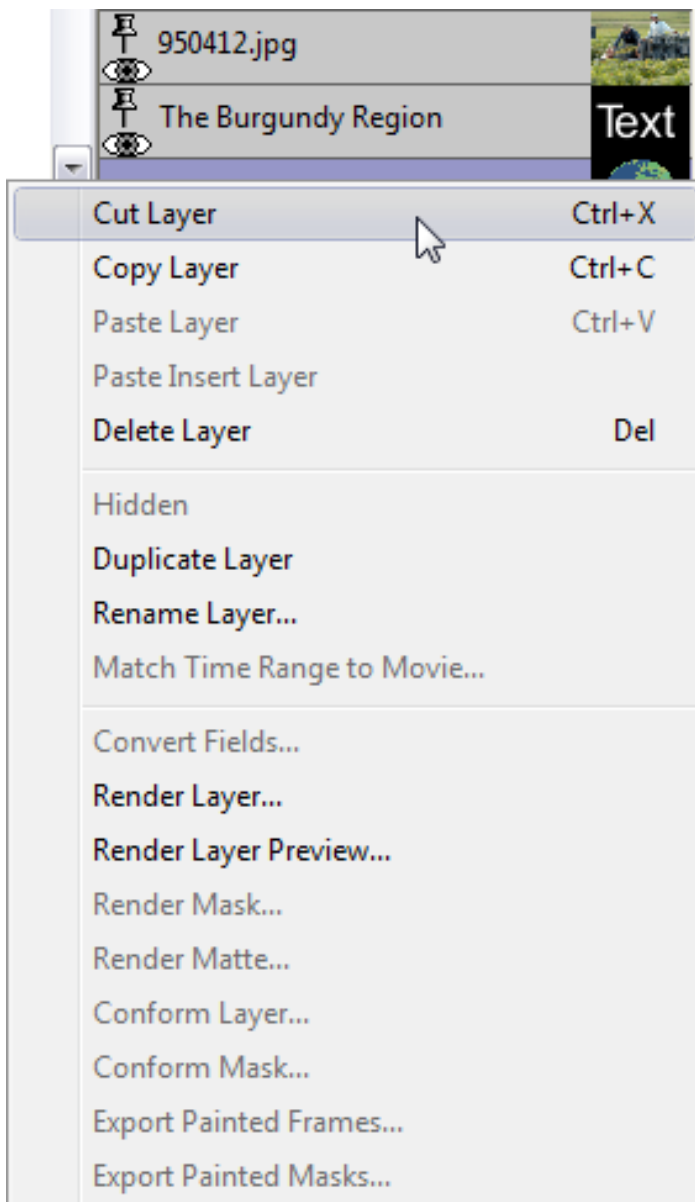 950412.jpg
The Burgundy Region
Text
Cut Layer Ctrl+X
Copy Layer Ctrl+C
Paste Layer Ctrl+V
Paste Insert Layer
Delete Layer Del
Hidden
Duplicate Layer
Rename Layer...
Match Time Range to Movie...
Convert Fields...
Render Layer...
Render Layer Preview...
Render Mask...
Render Matte...
Conform Layer...
Conform Mask...
Export Painted Frames...
Export Painted Masks...